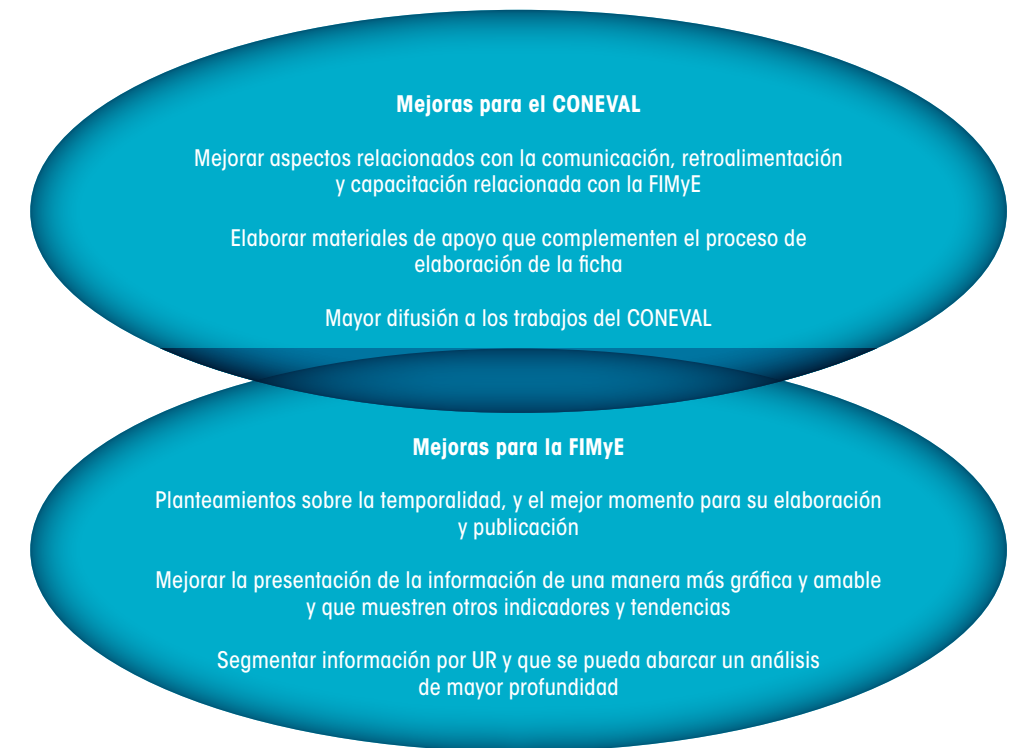 Mejoras para el CONEVAL
Mejorar aspectos relacionados con la comunicación, retroalimentación
y capacitación relacionada con la FIMyE
Elaborar materiales de apoyo que complementen el proceso de
elaboración de la ficha
Mayor difusión a los trabajos del CONEVAL
Mejoras para la FIMyE
Planteamientos sobre la temporalidad, y el mejor momento para su elaboración
y publicación
Mejorar la presentación de la información de una manera más gráfica y amable
y que muestren otros indicadores y tendencias
Segmentar información por UR y que se pueda abarcar un análisis
de mayor profundidad